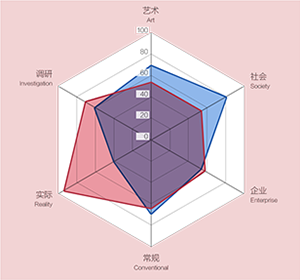 艺术
Art
100
80
60
40
20
0
调研
Investigation
社会
Society
实际
Reality
企业
Enterprise
常规
Conventional